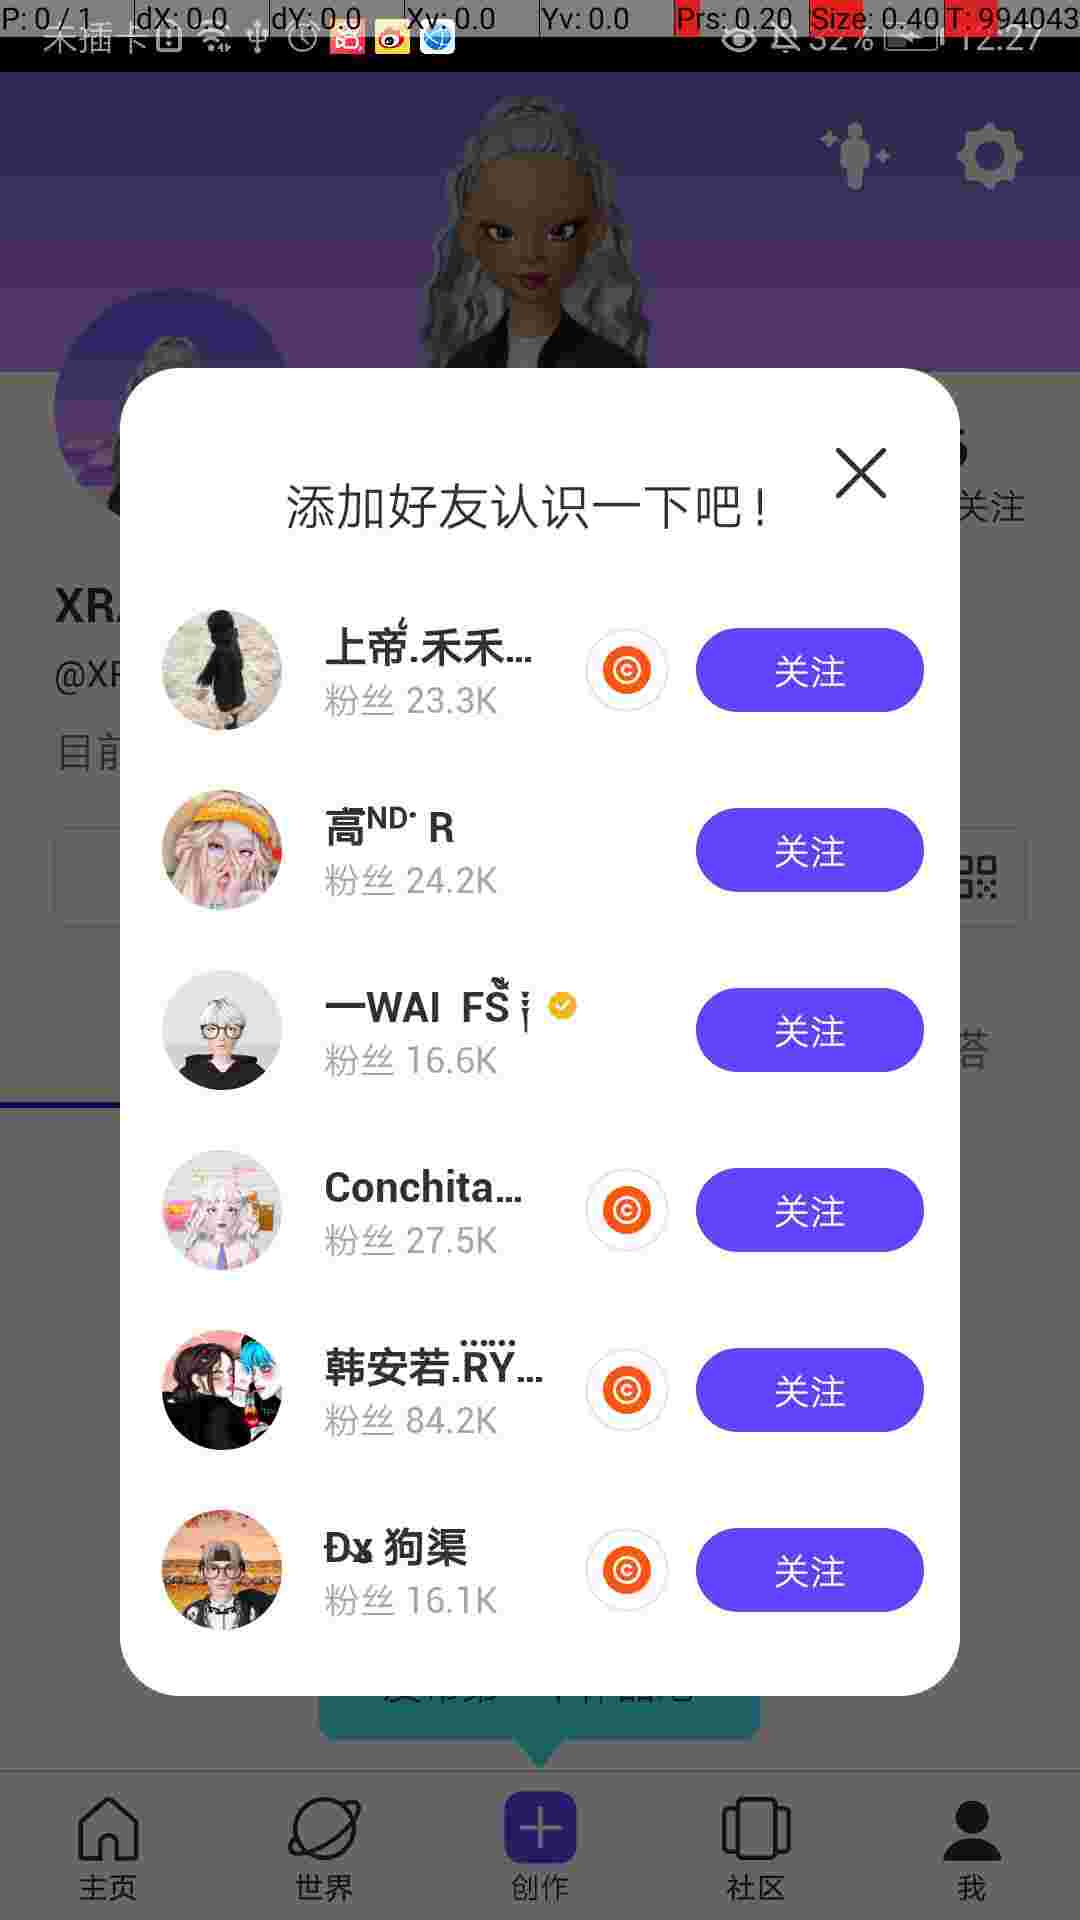 P: 0 / 1 dX: 0.0 dY: 0.0 Xv: 0.0 Yv: 0.0 Prs: 0.20 Size: 0.40 T: 994043
未插卡 32% 12:27
关注
添加好友认识一下吧!
XRA
@XR
目前
上帝.禾禾...
粉丝 23.3K
关注
高ᴺᴰ· R
粉丝 24.2K
关注
一WAI FS
粉丝 16.6K
关注
Conchita...
粉丝 27.5K
关注
韩安若.RY...
粉丝 84.2K
关注
狗渠
粉丝 16.1K
关注
主页
世界
创作
社区
我